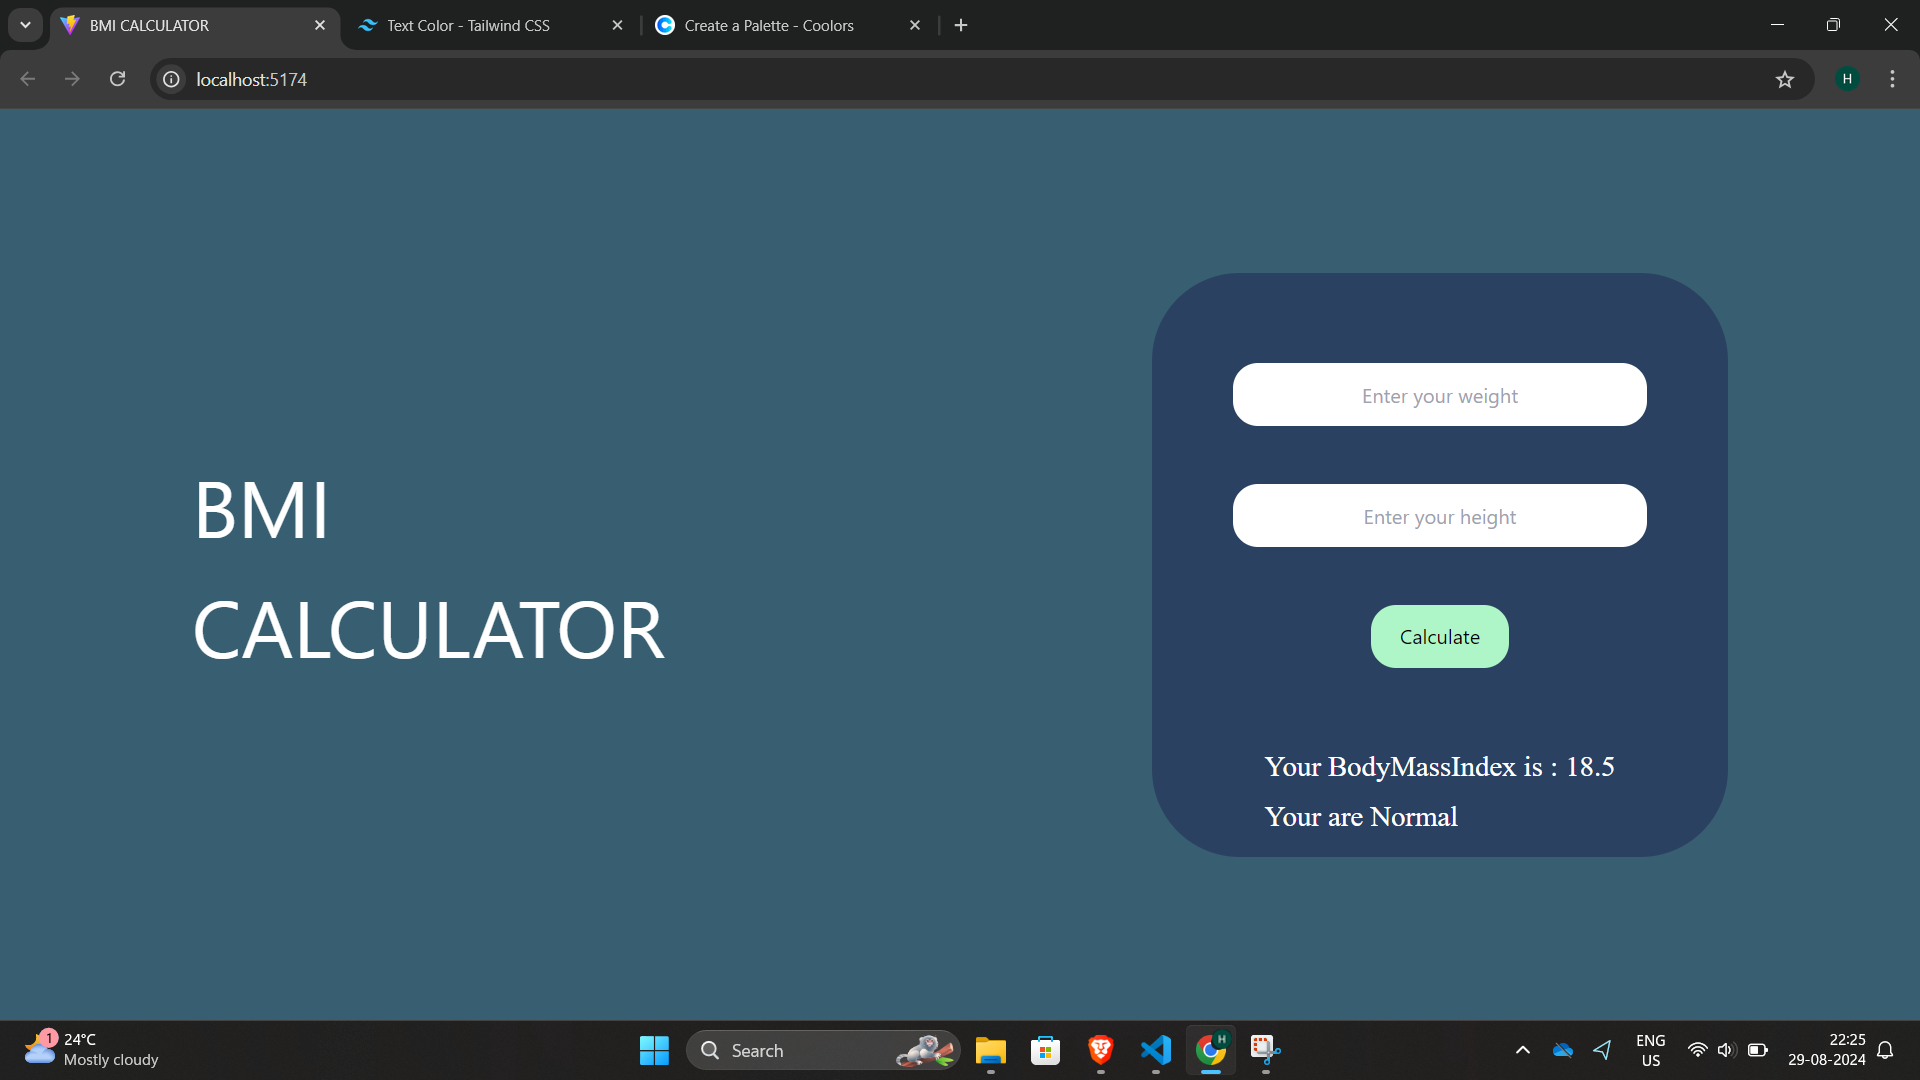 BMI CALCULATOR
Text Color - Tailwind CSS
Create a Palette - Coolors
localhost:5174
H
BMI
CALCULATOR
Enter your weight
Enter your height
Calculate
Your BodyMassIndex is : 18.5
Your are Normal
1
24°C
Mostly cloudy
Search
H
ENG
US
22:25
29-08-2024